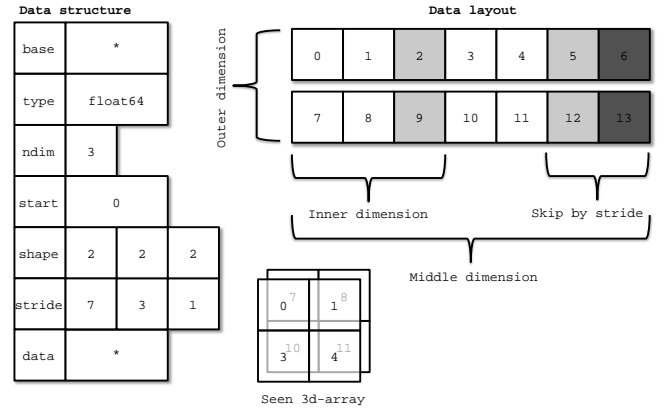 Data structure
base *
type float64
ndim 3
start 0
shape 2 2 2
stride 7 3 1
data *
Data layout
Outer dimension
0 1 2 3 4 5 6
7 8 9 10 11 12 13
Inner dimension
Skip by stride
Middle dimension
0 7 1 8
3 10 4 11
Seen 3d-array